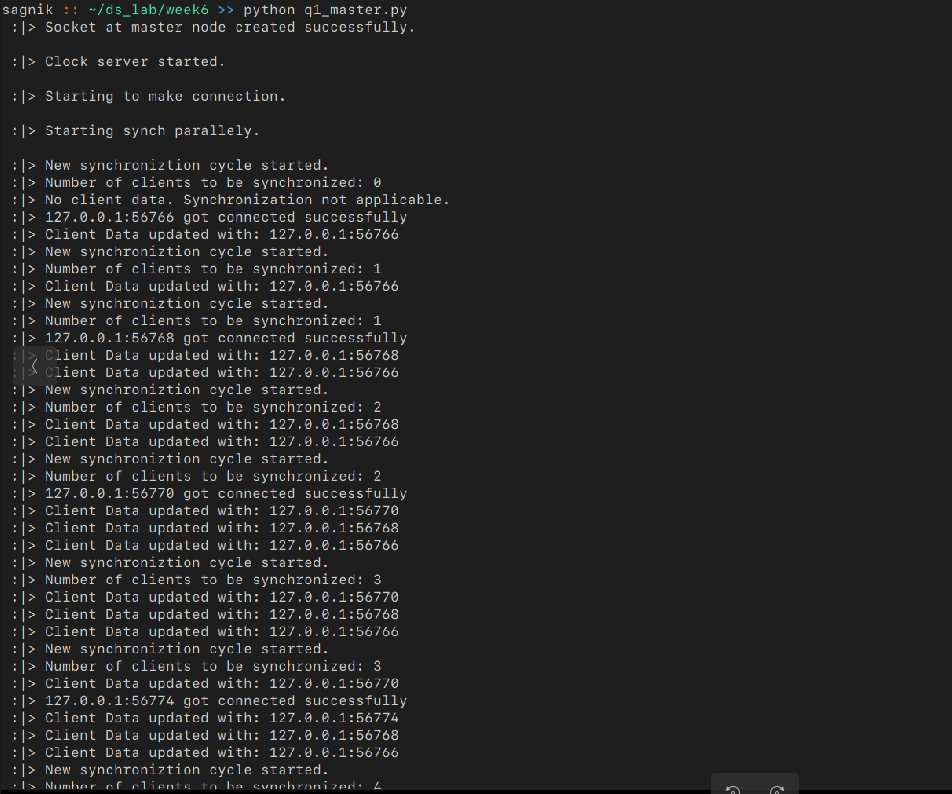 sagnik :: ~/ds_lab/week6 >> python q1_master.py
:|> Socket at master node created successfully.
:|> Clock server started.
:|> Starting to make connection.
:|> Starting synch parallely.
:|> New synchroniztion cycle started.
:|> Number of clients to be synchronized: 0
:|> No client data. Synchronization not applicable.
:|> 127.0.0.1:56766 got connected successfully
:|> Client Data updated with: 127.0.0.1:56766
:|> New synchroniztion cycle started.
:|> Number of clients to be synchronized: 1
:|> Client Data updated with: 127.0.0.1:56766
:|> New synchroniztion cycle started.
:|> Number of clients to be synchronized: 1
:|> 127.0.0.1:56768 got connected successfully
:|> Client Data updated with: 127.0.0.1:56768
:|> Client Data updated with: 127.0.0.1:56766
:|> New synchroniztion cycle started.
:|> Number of clients to be synchronized: 2
:|> Client Data updated with: 127.0.0.1:56768
:|> Client Data updated with: 127.0.0.1:56766
:|> New synchroniztion cycle started.
:|> Number of clients to be synchronized: 2
:|> 127.0.0.1:56770 got connected successfully
:|> Client Data updated with: 127.0.0.1:56770
:|> Client Data updated with: 127.0.0.1:56768
:|> Client Data updated with: 127.0.0.1:56766
:|> New synchroniztion cycle started.
:|> Number of clients to be synchronized: 3
:|> Client Data updated with: 127.0.0.1:56770
:|> Client Data updated with: 127.0.0.1:56768
:|> Client Data updated with: 127.0.0.1:56766
:|> New synchroniztion cycle started.
:|> Number of clients to be synchronized: 3
:|> Client Data updated with: 127.0.0.1:56770
:|> 127.0.0.1:56774 got connected successfully
:|> Client Data updated with: 127.0.0.1:56774
:|> Client Data updated with: 127.0.0.1:56768
:|> Client Data updated with: 127.0.0.1:56766
:|> New synchroniztion cycle started.
:|> Number of clients to be synchronized: 4